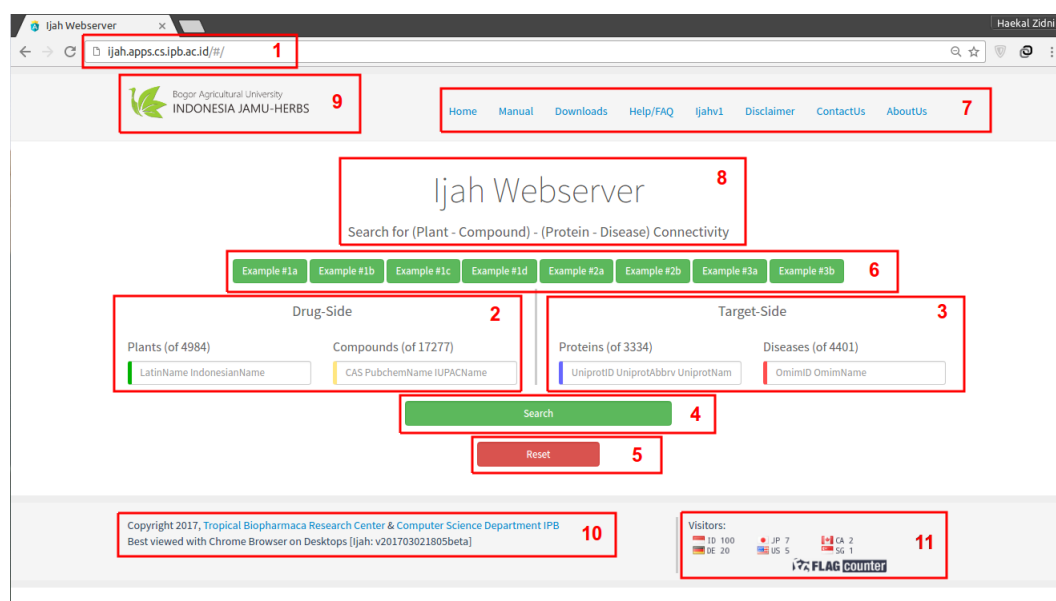 Ijah Webserver
Haekal Zidni
ijah.apps.cs.ipb.ac.id/#/
1
Bogor Agricultural University
INDONESIA JAMU-HERBS
9
Home Manual Downloads Help/FAQ Ijahv1 Disclaimer ContactUs AboutUs
7
Ijah Webserver
8
Search for (Plant - Compound) - (Protein - Disease) Connectivity
Example #1a Example #1b Example #1c Example #1d Example #2a Example #2b Example #3a Example #3b
6
Drug-Side
2
Plants (of 4984) Compounds (of 17277)
LatinName IndonesianName CAS PubchemName IUPACName
Target-Side
3
Proteins (of 3334) Diseases (of 4401)
UniprotID UniprotAbbrv UniprotNam OmimID OmimName
Search
4
Reset
5
Copyright 2017, Tropical Biopharmaca Research Center & Computer Science Department IPB
Best viewed with Chrome Browser on Desktops [Ijah: v201703021805beta]
10
Visitors:
ID 100 JP 7 CA 2
DE 20 US 5 SG 1
FLAG counter
11